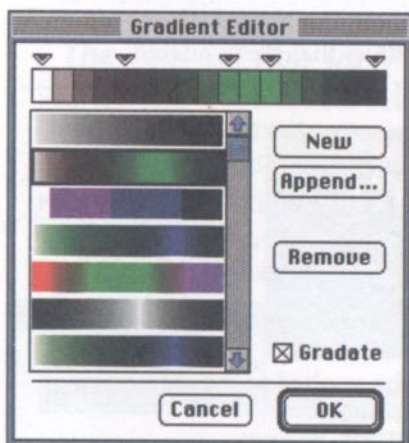 Gradient Editor
New
Append...
Remove
Gradate
Cancel
OK